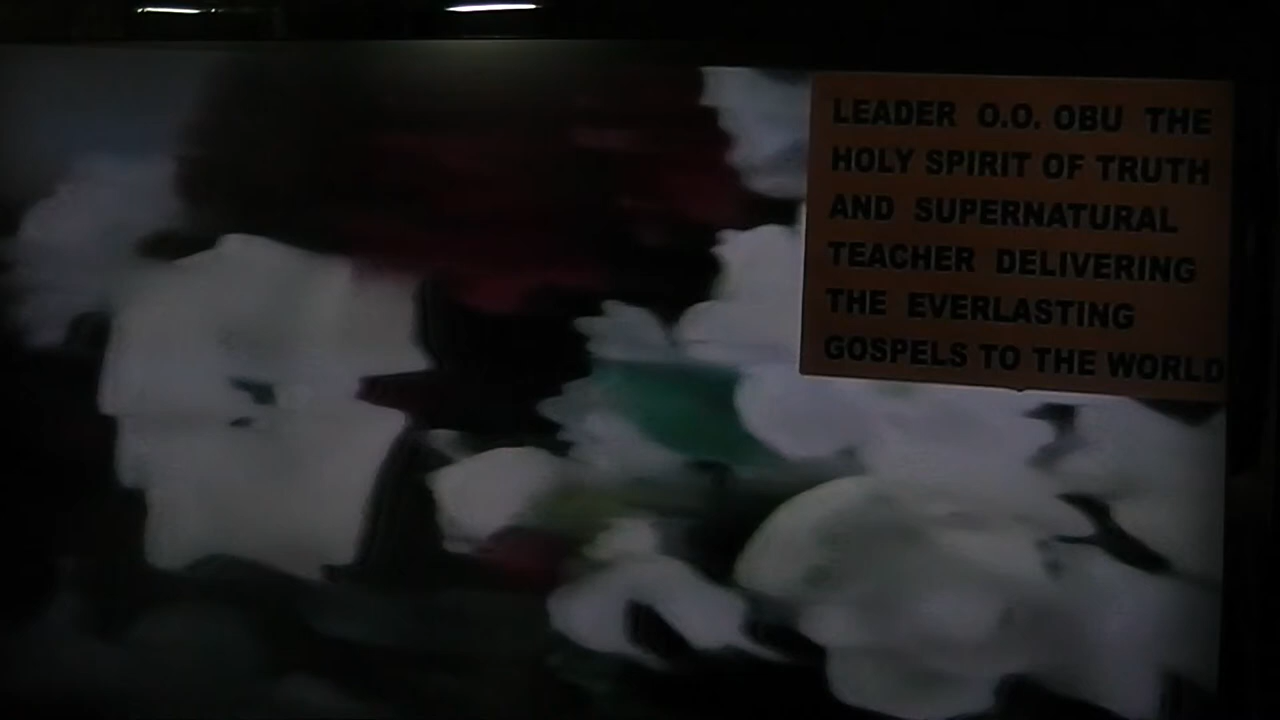 LEADER O.O. OBU THE
HOLY SPIRIT OF TRUTH
AND SUPERNATURAL
TEACHER DELIVERING
THE EVERLASTING
GOSPELS TO THE WORLD